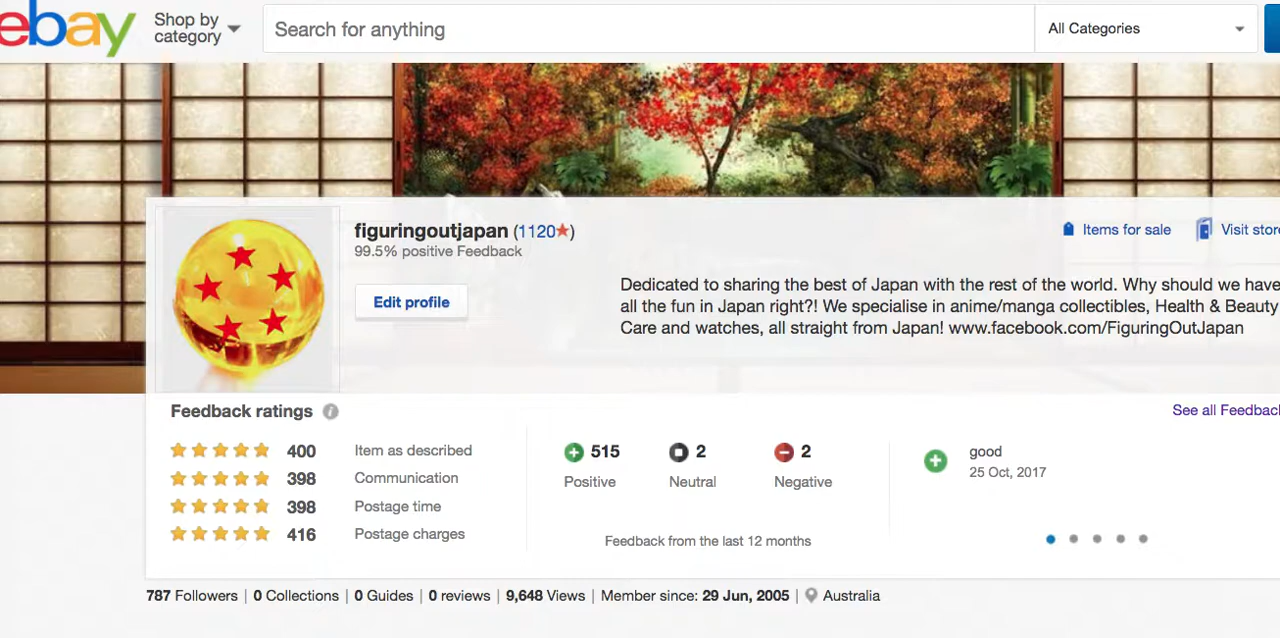 ebay
Shop by
category
Search for anything
All Categories
figuringoutjapan (1120)
99.5% positive Feedback
Items for sale
Visit store
Edit profile
Dedicated to sharing the best of Japan with the rest of the world. Why should we have
all the fun in Japan right?! We specialise in anime/manga collectibles, Health & Beauty
Care and watches, all straight from Japan! www.facebook.com/FiguringOutJapan
Feedback ratings i
See all Feedback
400 Item as described
398 Communication
398 Postage time
416 Postage charges
515 Positive
2 Neutral
2 Negative
Feedback from the last 12 months
good
25 Oct, 2017
787 Followers | 0 Collections | 0 Guides | 0 reviews | 9,648 Views | Member since: 29 Jun, 2005 | Australia